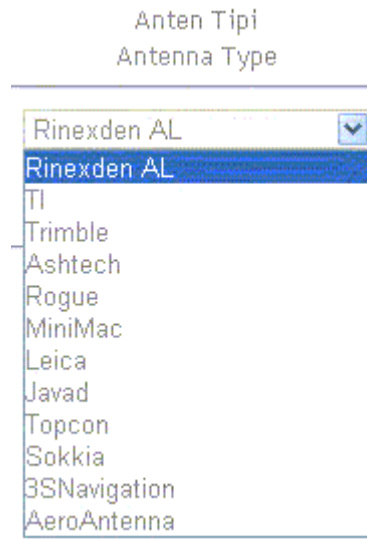 Anten Tipi
Antenna Type
Rinexden AL
Rinexden AL
TI
Trimble
Ashtech
Rogue
MiniMac
Leica
Javad
Topcon
Sokkia
3SNavigation
AeroAntenna